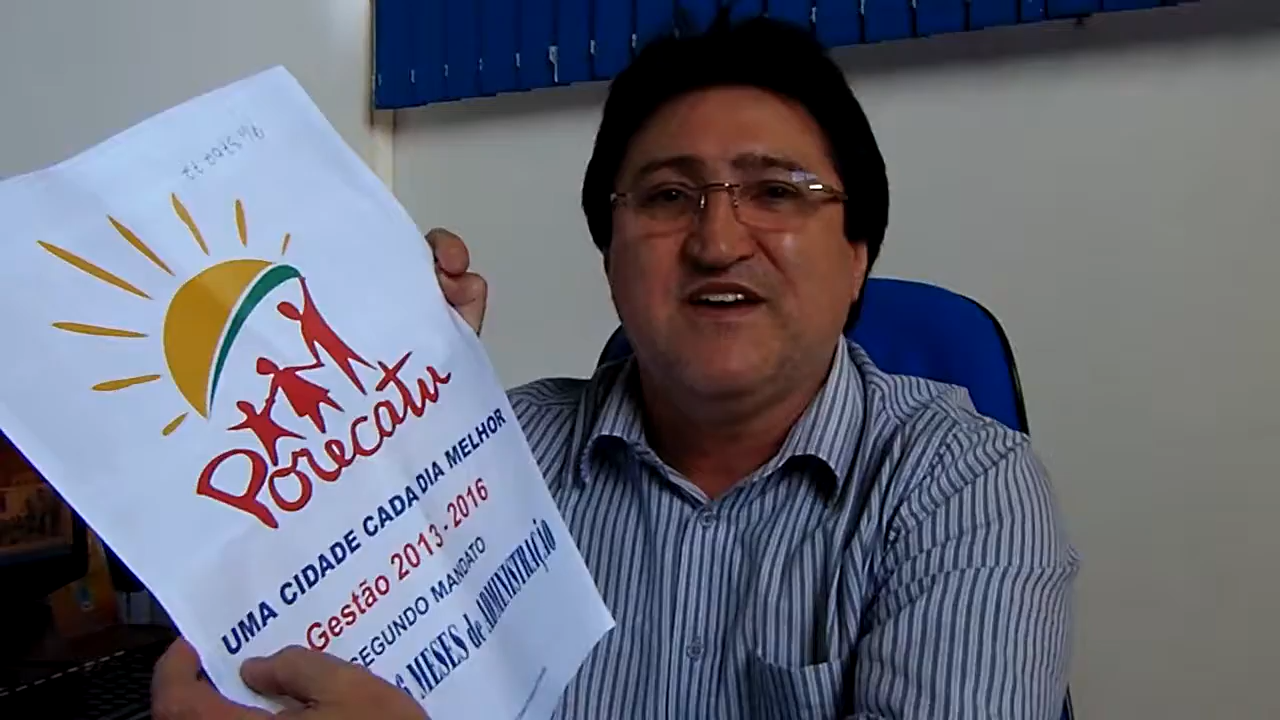 Porecatu
UMA CIDADE CADA DIA MELHOR
Gestão 2013-2016
SEGUNDO MANDATO
MESES de ADMINISTRAÇÃO